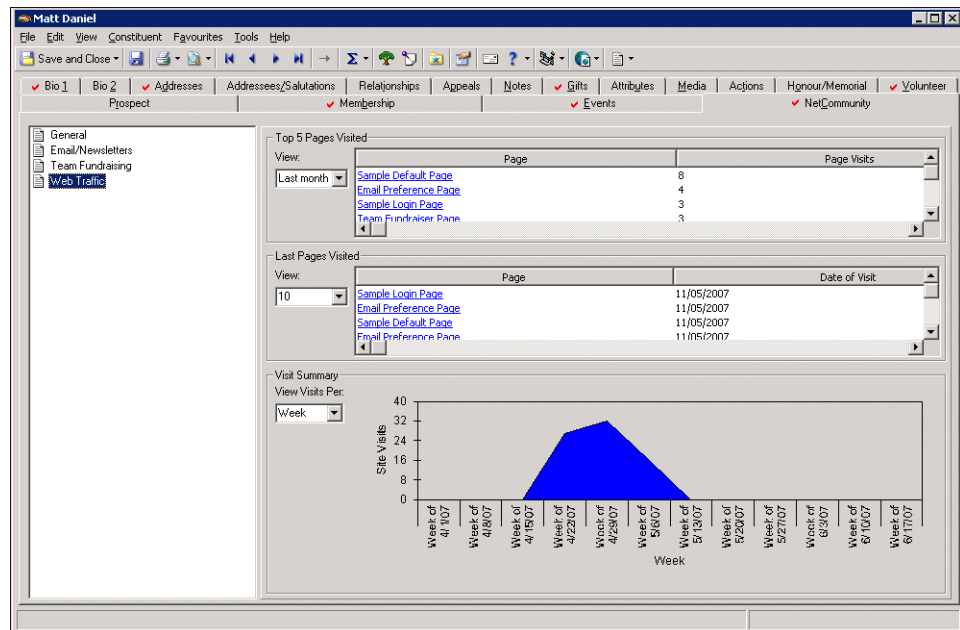 Matt Daniel
File Edit View Constituent Favourites Tools Help
Save and Close
Bio 1 Bio 2 Addresses Addressees/Salutations Relationships Appeals Notes Gifts Attributes Media Actions Honour/Memorial Volunteer
Prospect Membership Events NetCommunity
General
Email/Newsletters
Team Fundraising
Web Traffic
Top 5 Pages Visited
View:
Last month
Page Page Visits
Sample Default Page 8
Email Preference Page 4
Sample Login Page 3
Team Fundraiser Page 3
Last Pages Visited
View:
10
Page Date of Visit
Sample Login Page 11/05/2007
Email Preference Page 11/05/2007
Sample Default Page 11/05/2007
Email Preference Page 11/05/2007
Visit Summary
View Visits Per:
Week
40
32
24
16
8
0
Site Visits
Week of 4/1/07
Week of 4/8/07
Week of 4/15/07
Week of 4/22/07
Week of 4/29/07
Week of 5/6/07
Week of 5/13/07
Week of 5/20/07
Week of 5/27/07
Week of 6/3/07
Week of 6/10/07
Week of 6/17/07
Week